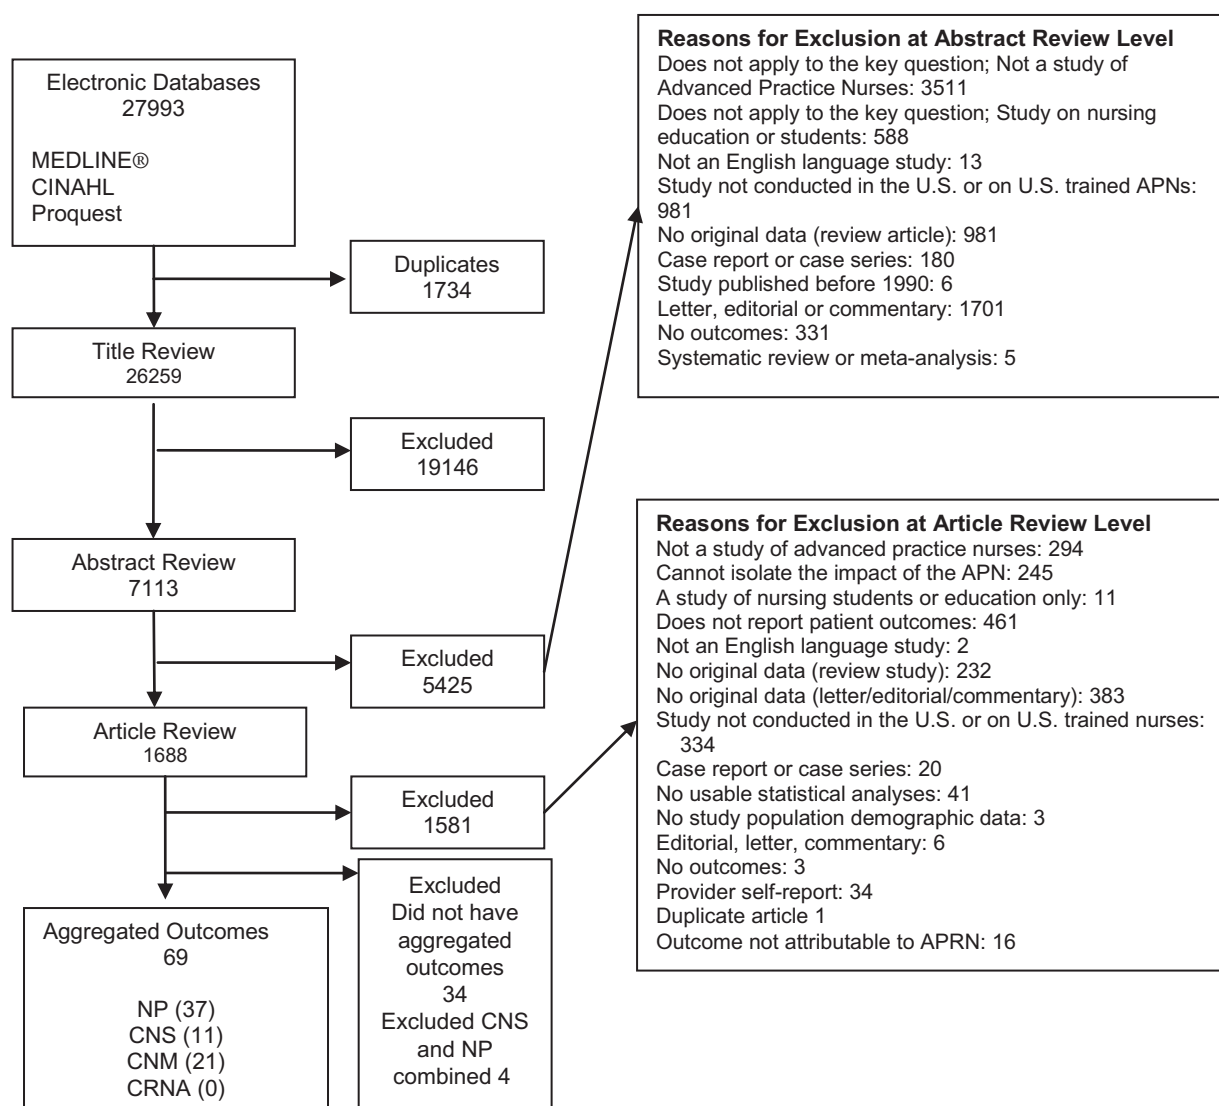 Electronic Databases
27993
MEDLINE®
CINAHL
Proquest
Duplicates
1734
Title Review
26259
Excluded
19146
Abstract Review
7113
Excluded
5425
Article Review
1688
Excluded
1581
Excluded
Did not have
aggregated
outcomes
34
Excluded CNS
and NP
combined 4
Aggregated Outcomes
69
NP (37)
CNS (11)
CNM (21)
CRNA (0)
Reasons for Exclusion at Abstract Review Level
Does not apply to the key question; Not a study of
Advanced Practice Nurses: 3511
Does not apply to the key question; Study on nursing
education or students: 588
Not an English language study: 13
Study not conducted in the U.S. or on U.S. trained APNs:
981
No original data (review article): 981
Case report or case series: 180
Study published before 1990: 6
Letter, editorial or commentary: 1701
No outcomes: 331
Systematic review or meta-analysis: 5
Reasons for Exclusion at Article Review Level
Not a study of advanced practice nurses: 294
Cannot isolate the impact of the APN: 245
A study of nursing students or education only: 11
Does not report patient outcomes: 461
Not an English language study: 2
No original data (review study): 232
No original data (letter/editorial/commentary): 383
Study not conducted in the U.S. or on U.S. trained nurses:
334
Case report or case series: 20
No usable statistical analyses: 41
No study population demographic data: 3
Editorial, letter, commentary: 6
No outcomes: 3
Provider self-report: 34
Duplicate article 1
Outcome not attributable to APRN: 16